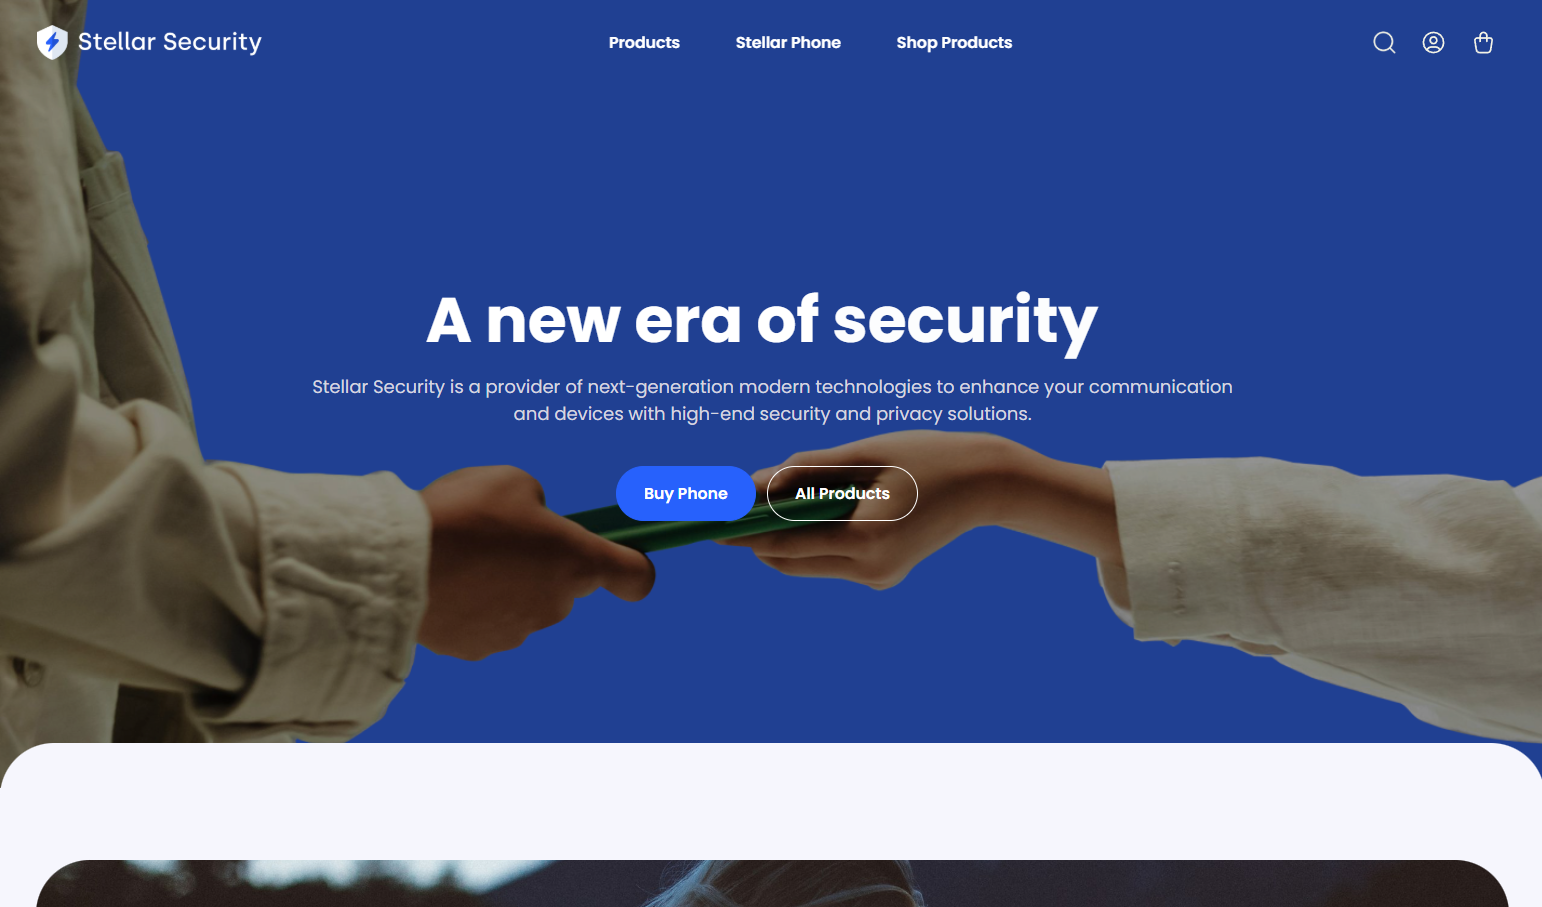 Stellar Security
Products
Stellar Phone
Shop Products
A new era of security
Stellar Security is a provider of next-generation modern technologies to enhance your communication
and devices with high-end security and privacy solutions.
Buy Phone
All Products